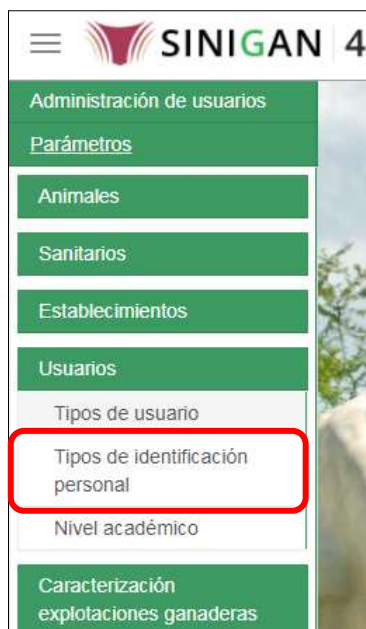 SINIGAN 4
Administración de usuarios
Parámetros
Animales
Sanitarios
Establecimientos
Usuarios
Tipos de usuario
Tipos de identificación
personal
Nivel académico
Caracterización
explotaciones ganaderas